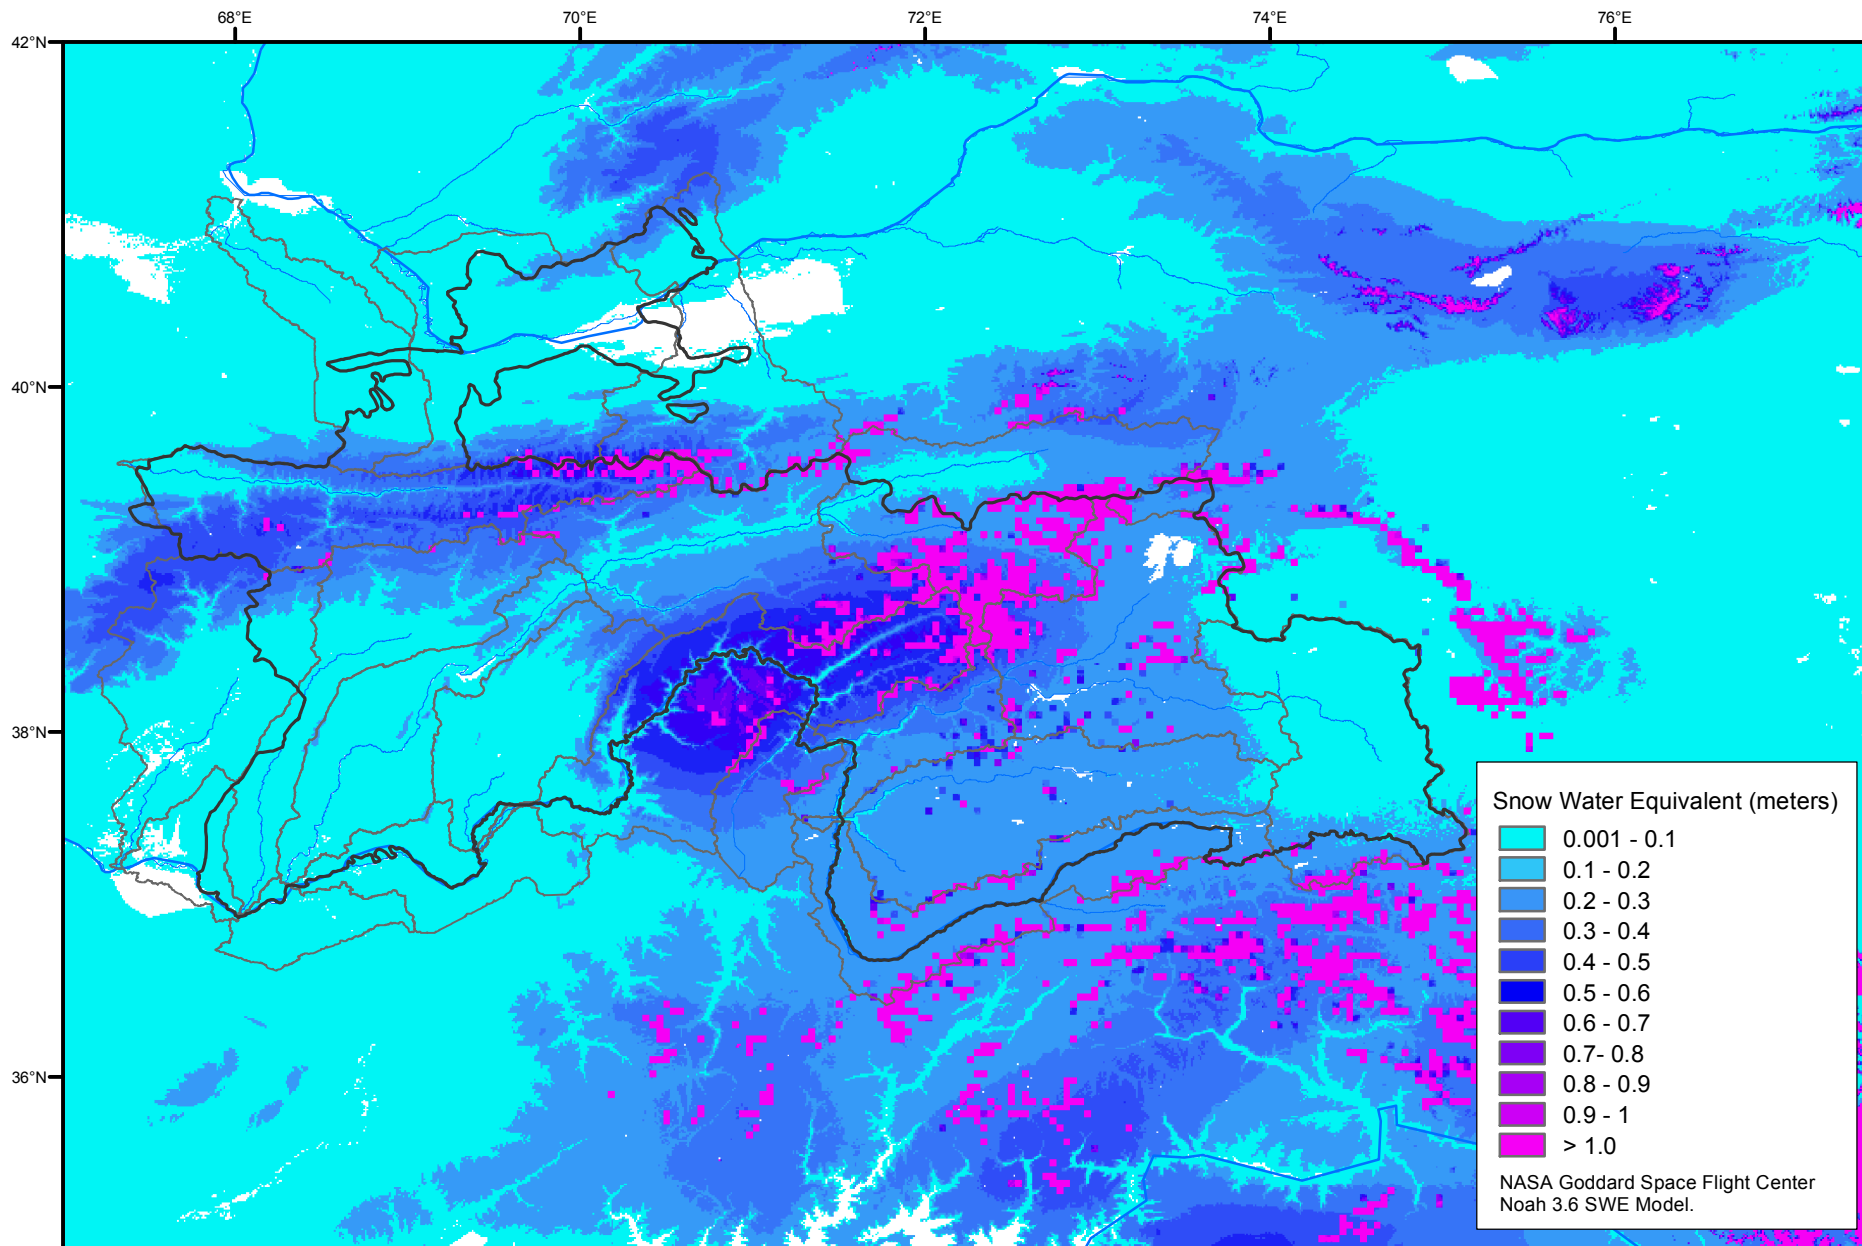 68°E 70°E 72°E 74°E 76°E
42°N
40°N
38°N
36°N
Snow Water Equivalent (meters)
0.001 - 0.1
0.1 - 0.2
0.2 - 0.3
0.3 - 0.4
0.4 - 0.5
0.5 - 0.6
0.6 - 0.7
0.7- 0.8
0.8 - 0.9
0.9 - 1
> 1.0
NASA Goddard Space Flight Center
Noah 3.6 SWE Model.